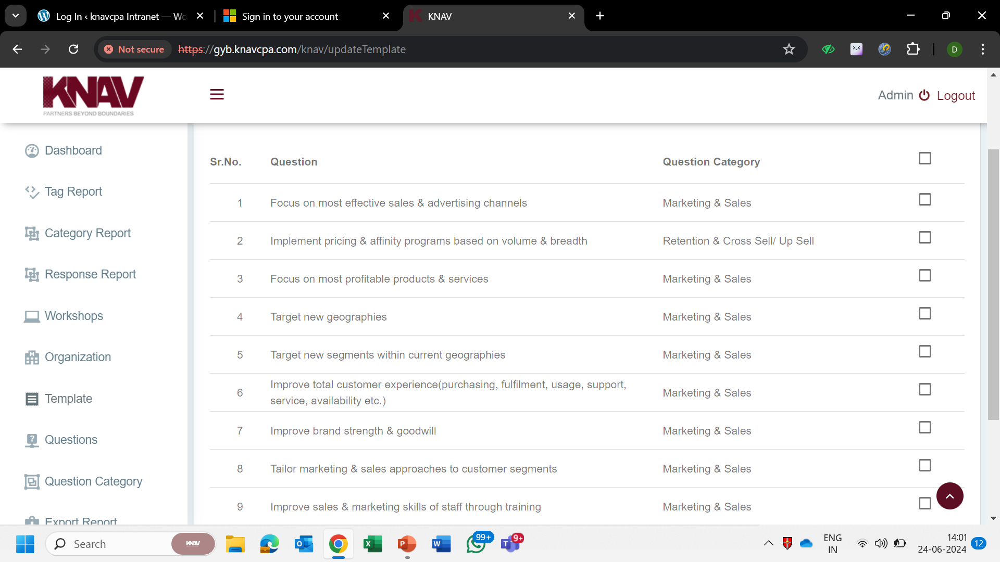 Log In ‹ knavcpa Intranet — Wo
Sign in to your account
KNAV
Not secure
https://gyb.knavcpa.com/knav/updateTemplate
D
KNAV
PARTNERS BEYOND BOUNDARIES
Admin Logout
Dashboard
Tag Report
Category Report
Response Report
Workshops
Organization
Template
Questions
Question Category
Export Report
Sr.No. Question Question Category
1 Focus on most effective sales & advertising channels Marketing & Sales
2 Implement pricing & affinity programs based on volume & breadth Retention & Cross Sell/ Up Sell
3 Focus on most profitable products & services Marketing & Sales
4 Target new geographies Marketing & Sales
5 Target new segments within current geographies Marketing & Sales
6 Improve total customer experience(purchasing, fulfilment, usage, support,
service, availability etc.) Marketing & Sales
7 Improve brand strength & goodwill Marketing & Sales
8 Tailor marketing & sales approaches to customer segments Marketing & Sales
9 Improve sales & marketing skills of staff through training Marketing & Sales
Search
KNAV
99+
9+
ENG
IN
14:01
24-06-2024
12